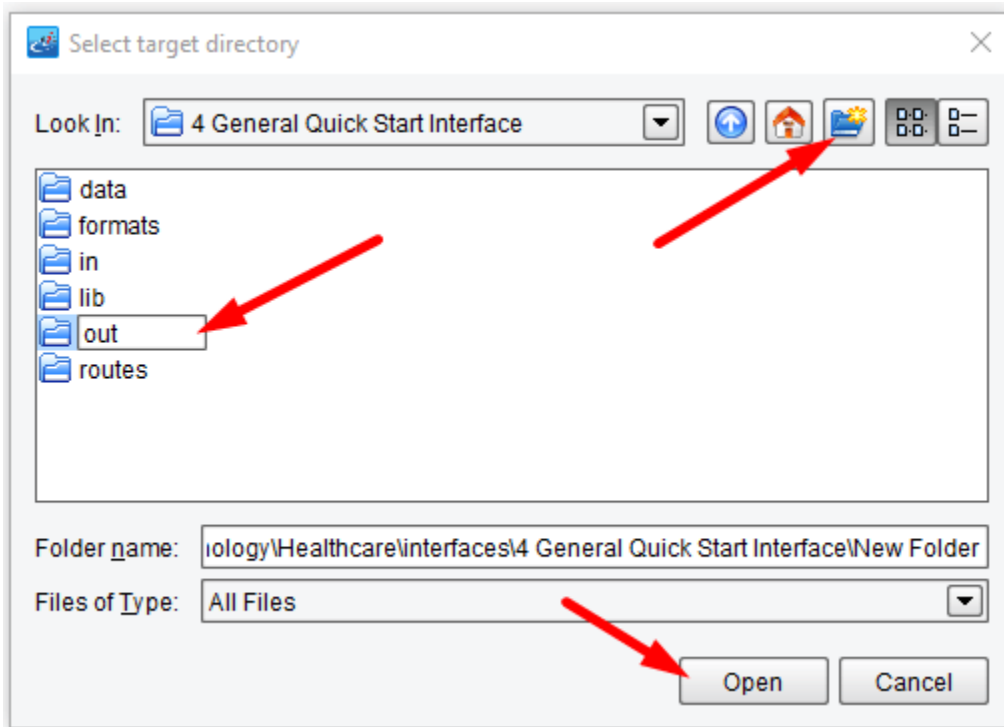 Select target directory
Look In: 4 General Quick Start Interface
data
formats
in
lib
out
routes
Folder name: \Healthcare\interfaces\4 General Quick Start Interface\New Folder
Files of Type: All Files
Open Cancel